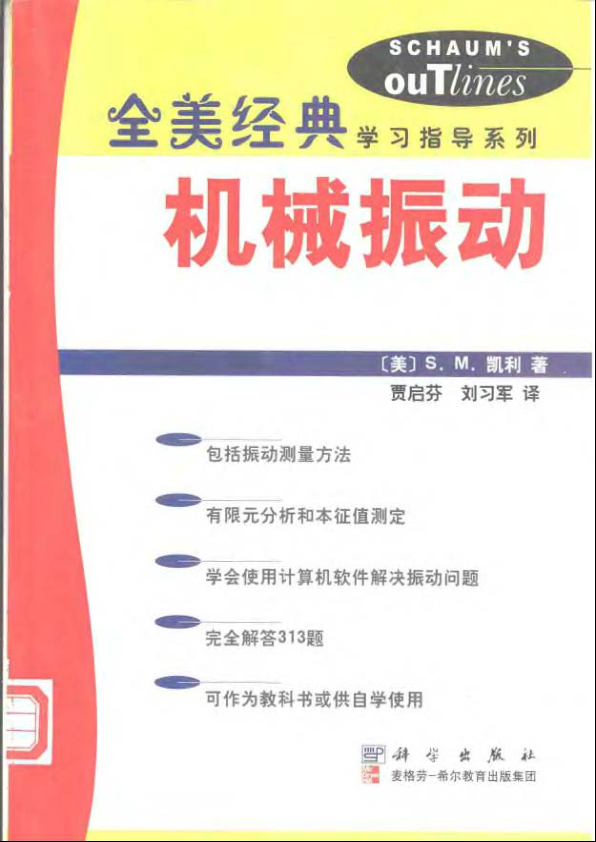 SCHAUM'S
ouTlines
全美经典学习指导系列
机械振动
〔美〕S. M. 凯利 著
贾启芬 刘习军 译
包括振动测量方法
有限元分析和本征值测定
学会使用计算机软件解决振动问题
完全解答313题
可作为教科书或供自学使用
科学出版社
麦格劳-希尔教育出版集团